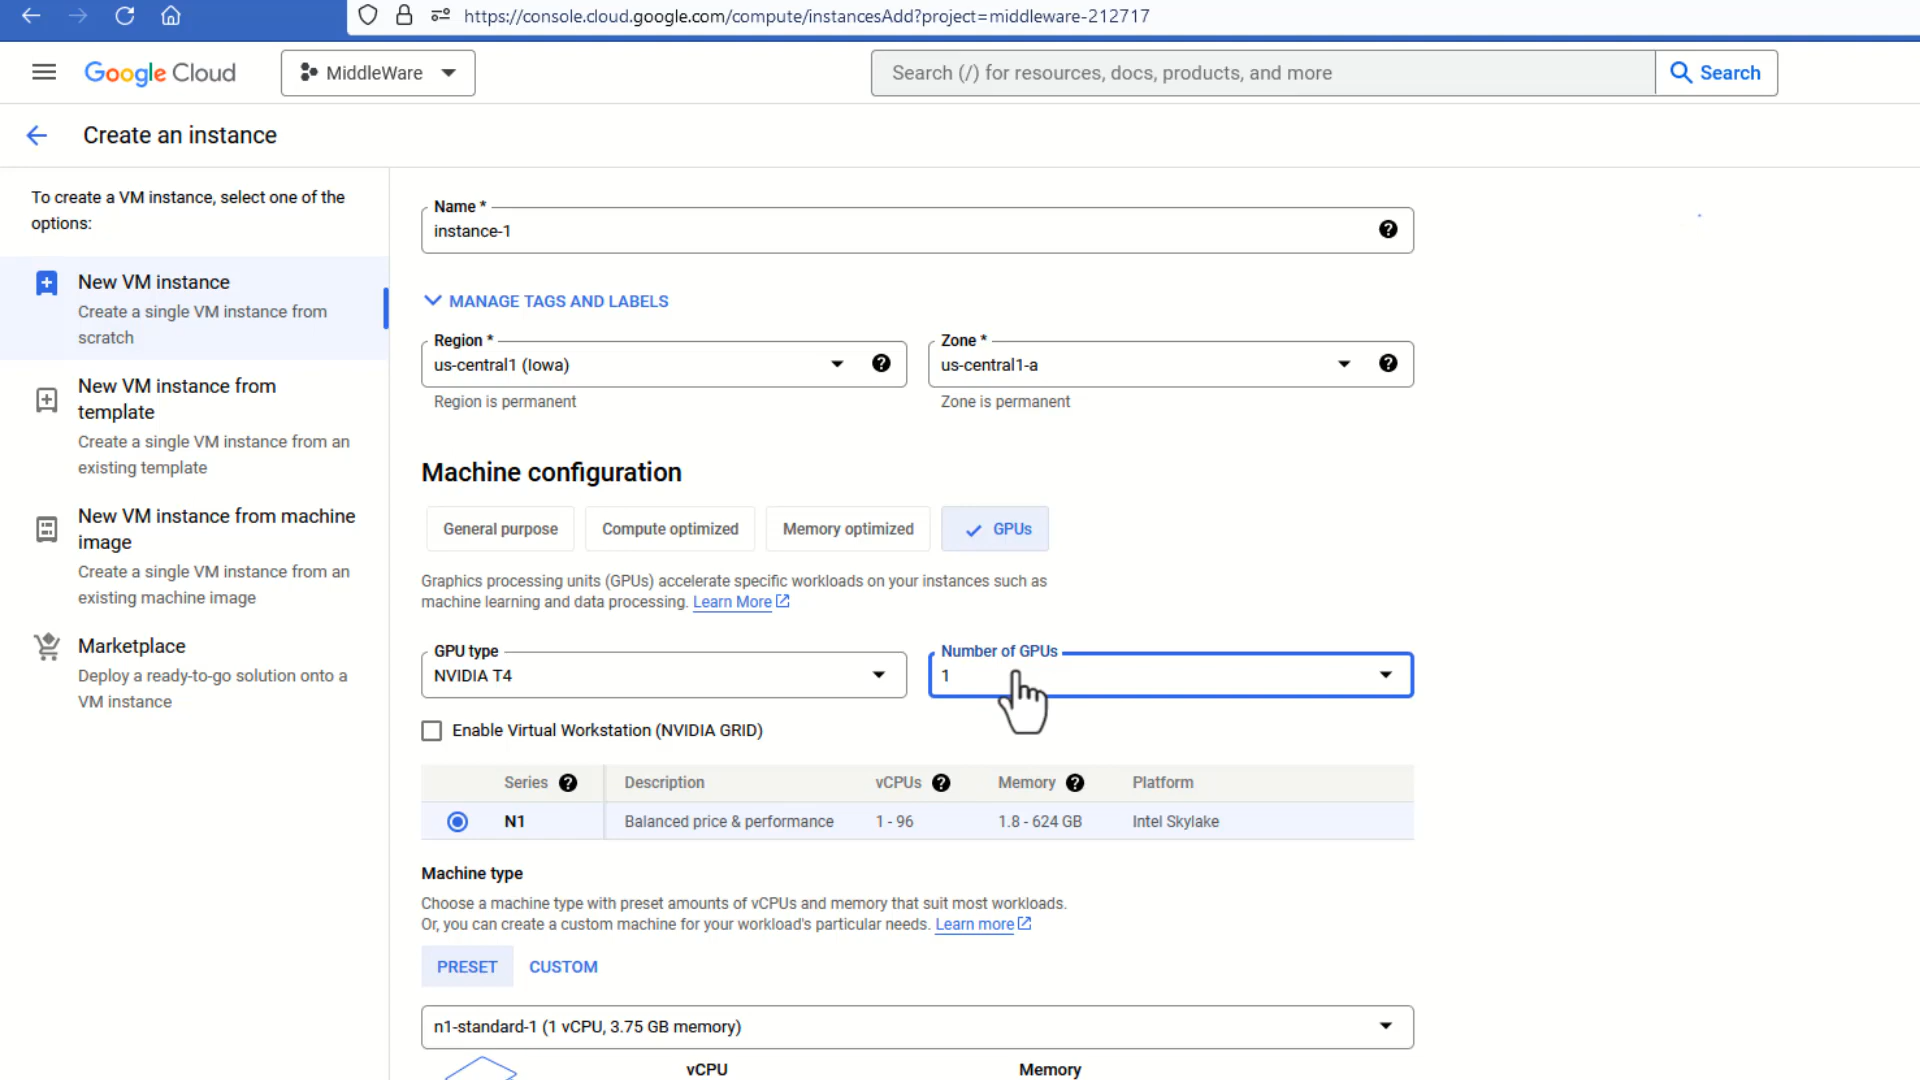 https://console.cloud.google.com/compute/instancesAdd?project=middleware-212717
Google Cloud
MiddleWare
Search (/) for resources, docs, products, and more
Search
Create an instance
To create a VM instance, select one of the
options:
New VM instance
Create a single VM instance from
scratch
New VM instance from
template
Create a single VM instance from an
existing template
New VM instance from machine
image
Create a single VM instance from an
existing machine image
Marketplace
Deploy a ready-to-go solution onto a
VM instance
Name *
instance-1
MANAGE TAGS AND LABELS
Region *
us-central1 (Iowa)
Region is permanent
Zone *
us-central1-a
Zone is permanent
Machine configuration
General purpose
Compute optimized
Memory optimized
GPUs
Graphics processing units (GPUs) accelerate specific workloads on your instances such as
machine learning and data processing. Learn More
GPU type
NVIDIA T4
Number of GPUs
1
Enable Virtual Workstation (NVIDIA GRID)
Series Description vCPUs Memory Platform
N1 Balanced price & performance 1 - 96 1.8 - 624 GB Intel Skylake
Machine type
Choose a machine type with preset amounts of vCPUs and memory that suit most workloads.
Or, you can create a custom machine for your workload's particular needs. Learn more
PRESET CUSTOM
n1-standard-1 (1 vCPU, 3.75 GB memory)
vCPU Memory